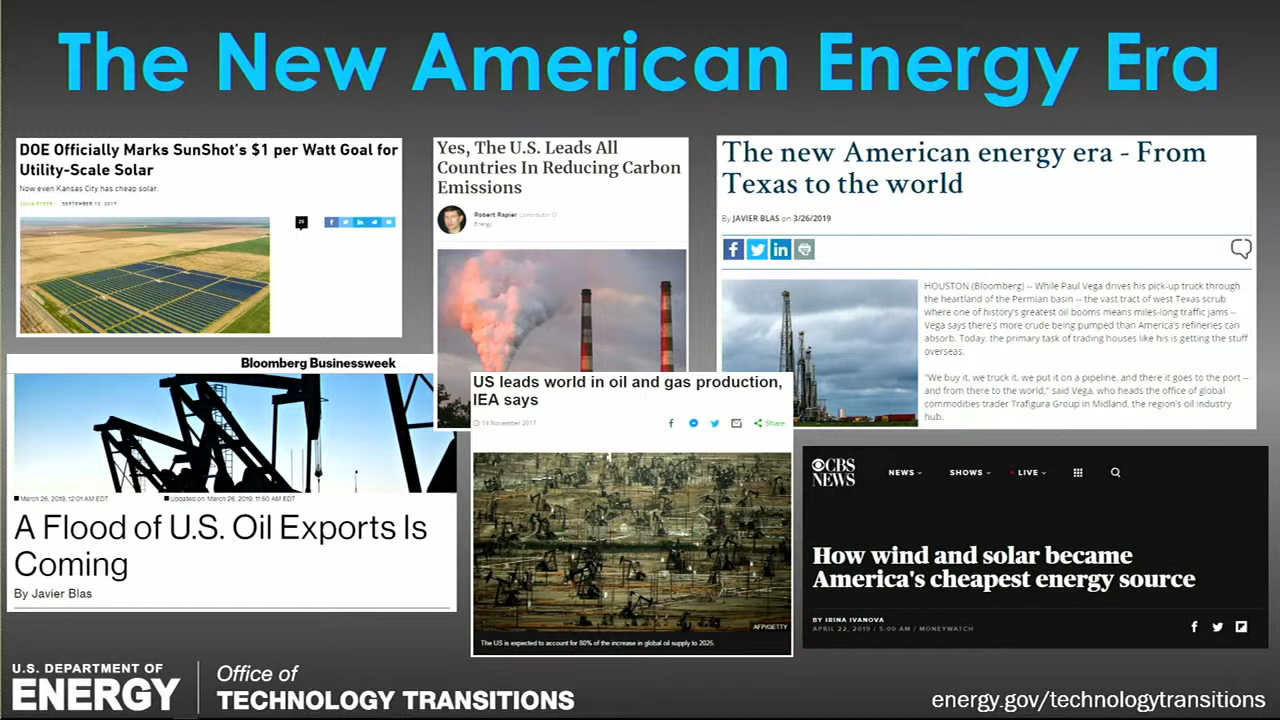 The New American Energy Era
DOE Officially Marks SunShot's $1 per Watt Goal for
Utility-Scale Solar
Now even Kansas City has cheap solar.
SEPTEMBER 12, 2017
Yes, The U.S. Leads All
Countries In Reducing Carbon
Emissions
Robert Rapier Contributor
Energy
The new American energy era - From
Texas to the world
By JAVIER BLAS on 3/26/2019
HOUSTON (Bloomberg) -- While Paul Vega drives his pick-up truck through
the heartland of the Permian basin -- the vast tract of west Texas scrub
where one of history's greatest oil booms means miles-long traffic jams --
Vega says there's more crude being pumped than America's refineries can
absorb. Today, the primary task of trading houses like his is getting the stuff
overseas.
"We buy it, we truck it, we put it on a pipeline, and there it goes to the port --
and from there to the world," said Vega, who heads the office of global
commodities trader Trafigura Group in Midland, the region's oil industry
hub.
Bloomberg Businessweek
March 26, 2019, 12:01 AM EDT Updated on March 26, 2019, 11:50 AM EDT
A Flood of U.S. Oil Exports Is
Coming
By Javier Blas
US leads world in oil and gas production,
IEA says
14 November 2017 Share
AFP/GETTY
The US is expected to account for 80% of the increase in global oil supply to 2025.
CBS NEWS NEWS SHOWS LIVE
How wind and solar became
America's cheapest energy source
BY IRINA IVANOVA
APRIL 22, 2019 / 5:00 AM / MONEYWATCH
U.S. DEPARTMENT OF
ENERGY
Office of
TECHNOLOGY TRANSITIONS
energy.gov/technologytransitions